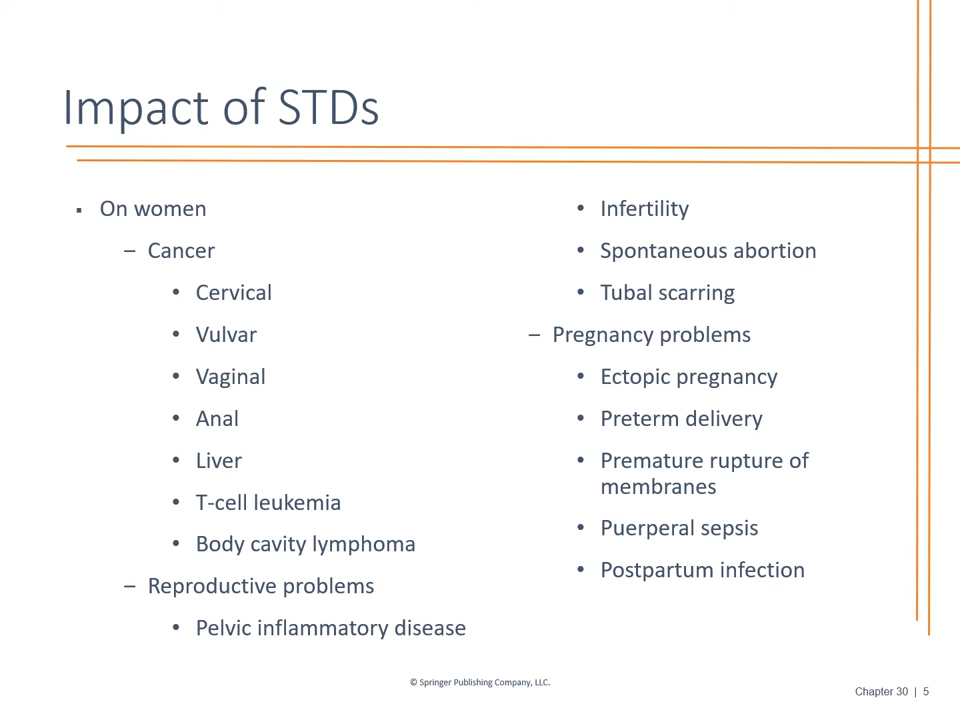 Impact of STDs
▪ On women
– Cancer
• Cervical
• Vulvar
• Vaginal
• Anal
• Liver
• T-cell leukemia
• Body cavity lymphoma
– Reproductive problems
• Pelvic inflammatory disease
• Infertility
• Spontaneous abortion
• Tubal scarring
– Pregnancy problems
• Ectopic pregnancy
• Preterm delivery
• Premature rupture of
membranes
• Puerperal sepsis
• Postpartum infection
© Springer Publishing Company, LLC.
Chapter 30 | 5